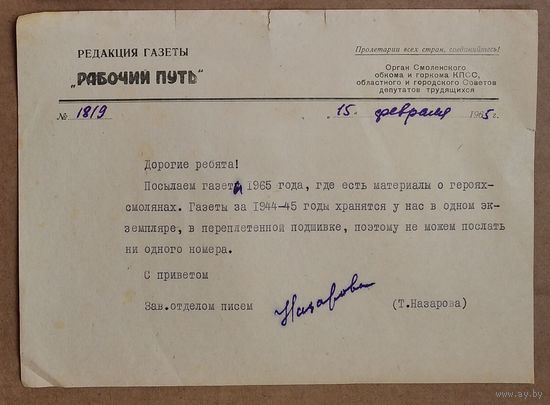 РЕДАКЦИЯ ГАЗЕТЫ
„РАБОЧИЙ ПУТЬ"
Пролетарии всех стран, соединяйтесь!
Орган Смоленского
обкома и горкома КПСС,
областного и городского Советов
депутатов трудящихся
№ 1819
„15" февраля 1965 г.
Дорогие ребята!
Посылаем газеты 1965 года, где есть материалы о героях-
смолянах. Газеты за 1944-45 годы хранятся у нас в одном эк-
земпляре, в переплетенной подшивке, поэтому не можем послать
ни одного номера.
С приветом
Зав.отделом писем Назарова (Т.Назарова)
www.ay.by